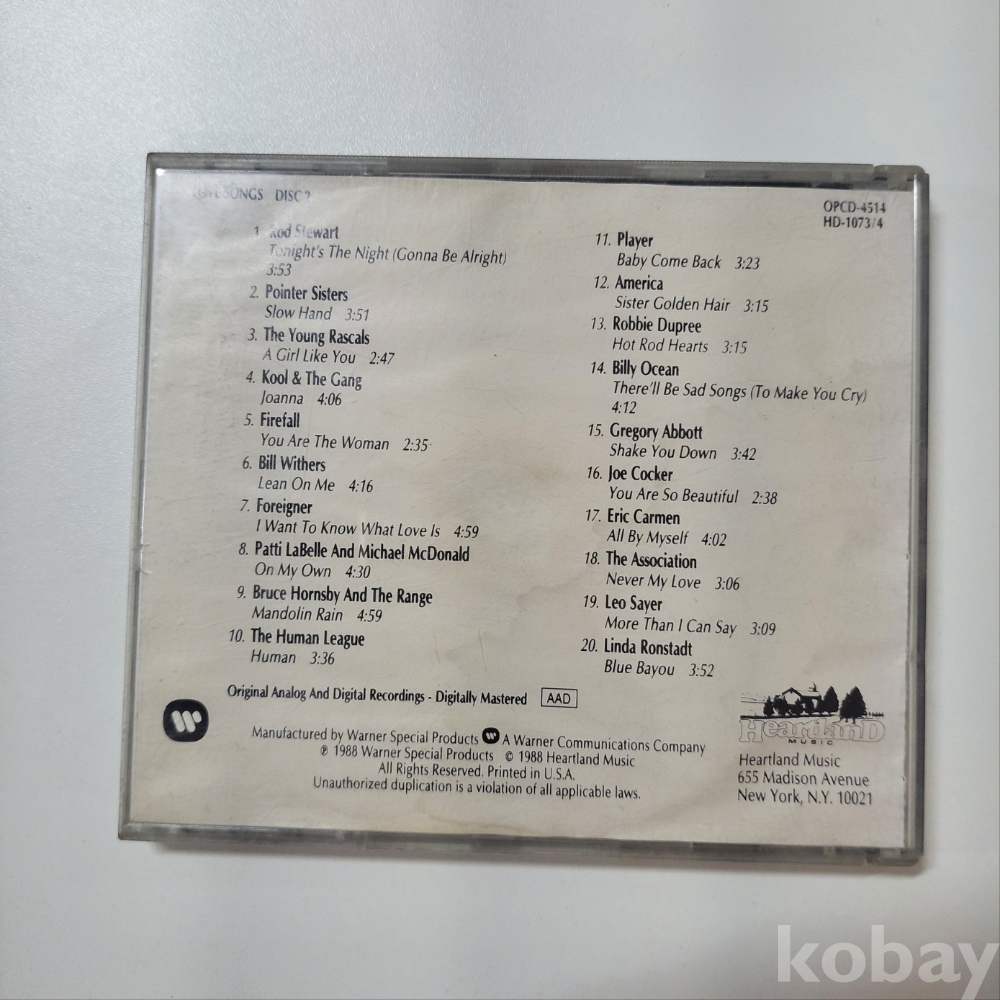 LOVE SONGS DISC 2
OPCD-4514
HD-1073/4
1. Rod Stewart
Tonight's The Night (Gonna Be Alright)
3:53
2. Pointer Sisters
Slow Hand 3:51
3. The Young Rascals
A Girl Like You 2:47
4. Kool & The Gang
Joanna 4:06
5. Firefall
You Are The Woman 2:35
6. Bill Withers
Lean On Me 4:16
7. Foreigner
I Want To Know What Love Is 4:59
8. Patti LaBelle And Michael McDonald
On My Own 4:30
9. Bruce Hornsby And The Range
Mandolin Rain 4:59
10. The Human League
Human 3:36
11. Player
Baby Come Back 3:23
12. America
Sister Golden Hair 3:15
13. Robbie Dupree
Hot Rod Hearts 3:15
14. Billy Ocean
There'll Be Sad Songs (To Make You Cry)
4:12
15. Gregory Abbott
Shake You Down 3:42
16. Joe Cocker
You Are So Beautiful 2:38
17. Eric Carmen
All By Myself 4:02
18. The Association
Never My Love 3:06
19. Leo Sayer
More Than I Can Say 3:09
20. Linda Ronstadt
Blue Bayou 3:52
Original Analog And Digital Recordings - Digitally Mastered AAD
Manufactured by Warner Special Products A Warner Communications Company
℗ 1988 Warner Special Products © 1988 Heartland Music
All Rights Reserved. Printed in U.S.A.
Unauthorized duplication is a violation of all applicable laws.
HeartlanD
MUSIC
Heartland Music
655 Madison Avenue
New York, N.Y. 10021
kobay